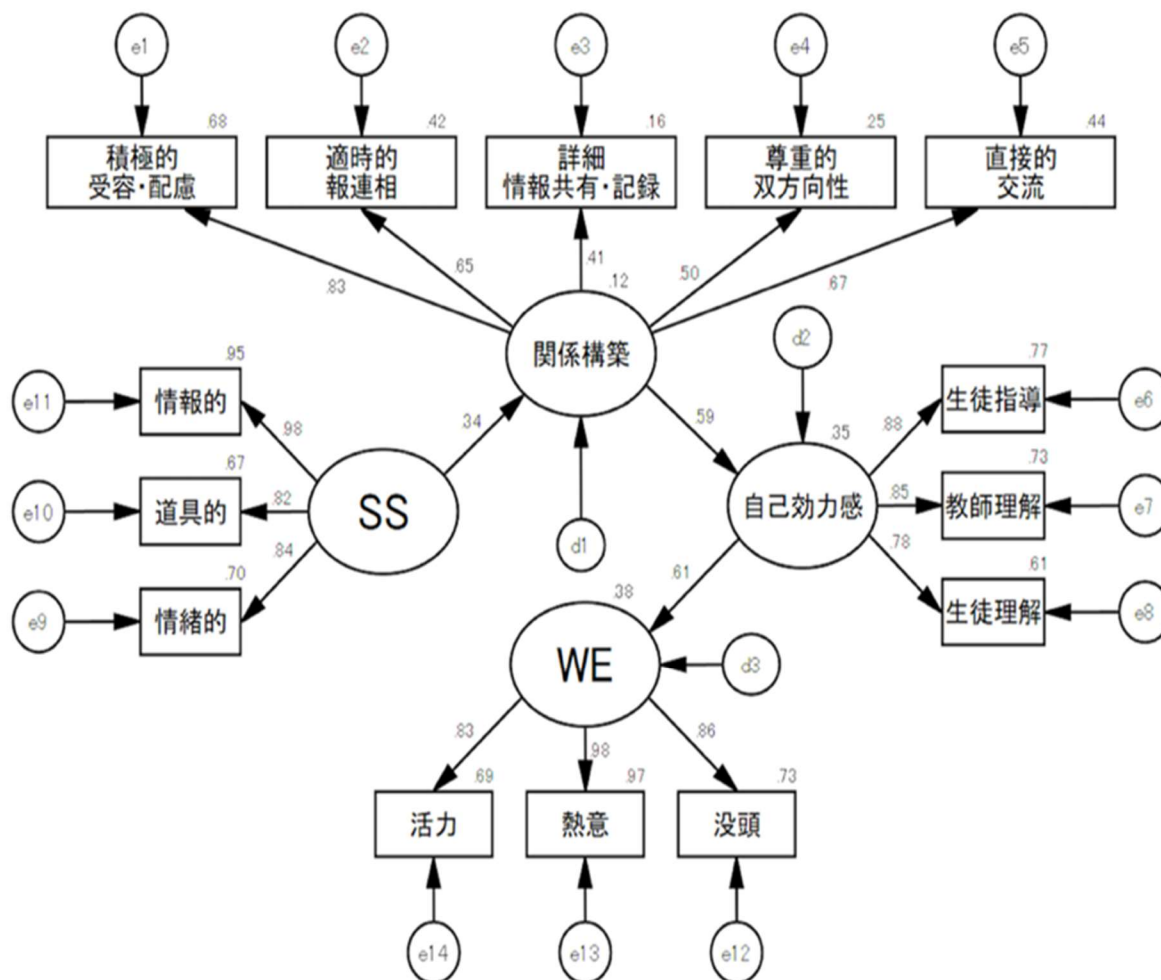 e1
e2
e3
e4
e5
.68
.42
.16
.25
.44
積極的
受容・配慮
適時的
報連相
詳細
情報共有・記録
尊重的
双方向性
直接的
交流
.83
.65
.41
.50
.67
.12
関係構築
d2
.95
e11
情報的
.98
.34
.59
.35
.88
.77
生徒指導
e6
.67
e10
道具的
.82
SS
d1
自己効力感
.85
.73
教師理解
e7
.84
.70
e9
情緒的
.61
.78
.61
生徒理解
e8
.38
WE
d3
.83
.98
.86
.69
.97
.73
活力
熱意
没頭
e14
e13
e12